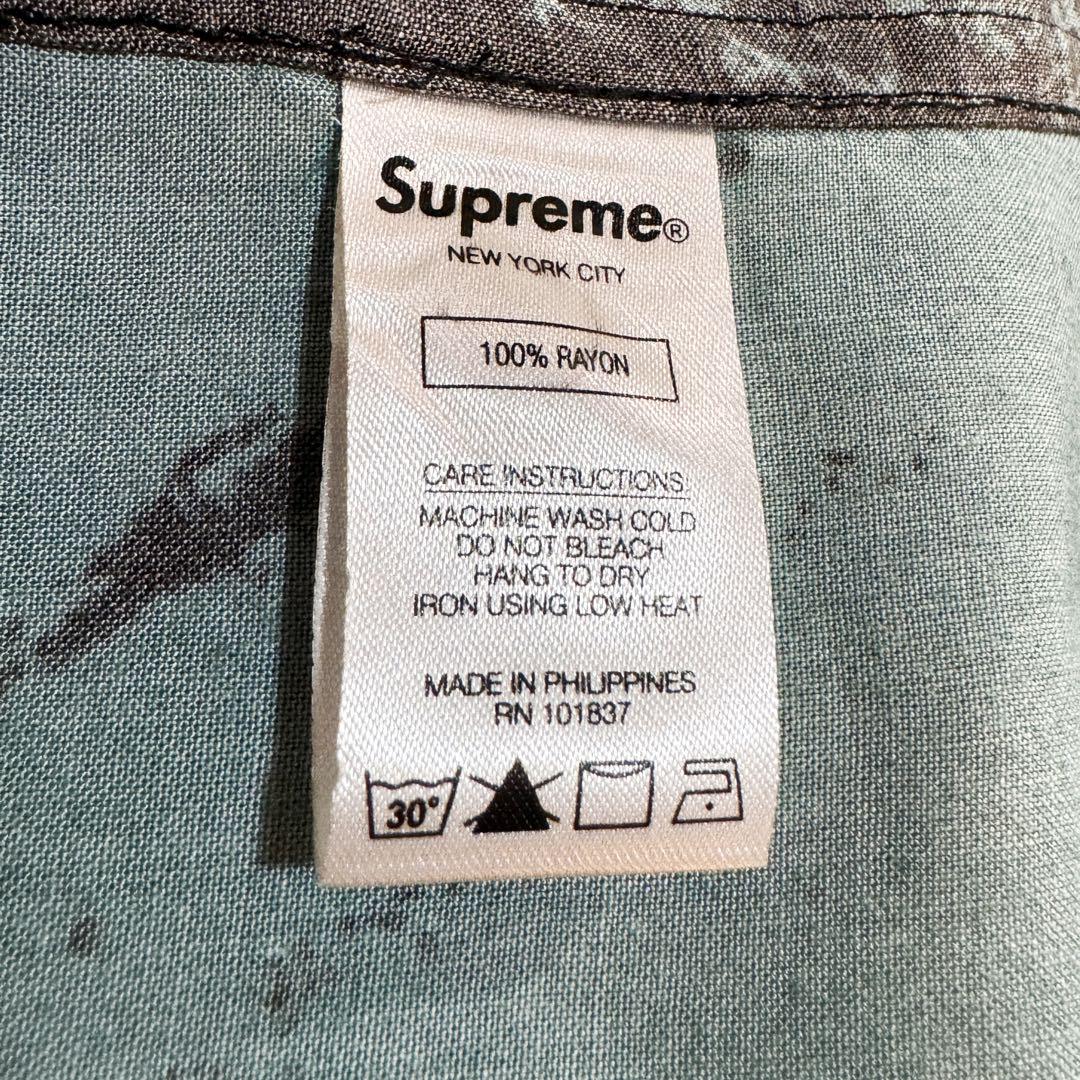 Supreme®
NEW YORK CITY
100% RAYON
CARE INSTRUCTIONS:
MACHINE WASH COLD
DO NOT BLEACH
HANG TO DRY
IRON USING LOW HEAT
MADE IN PHILIPPINES
RN 101837
30°